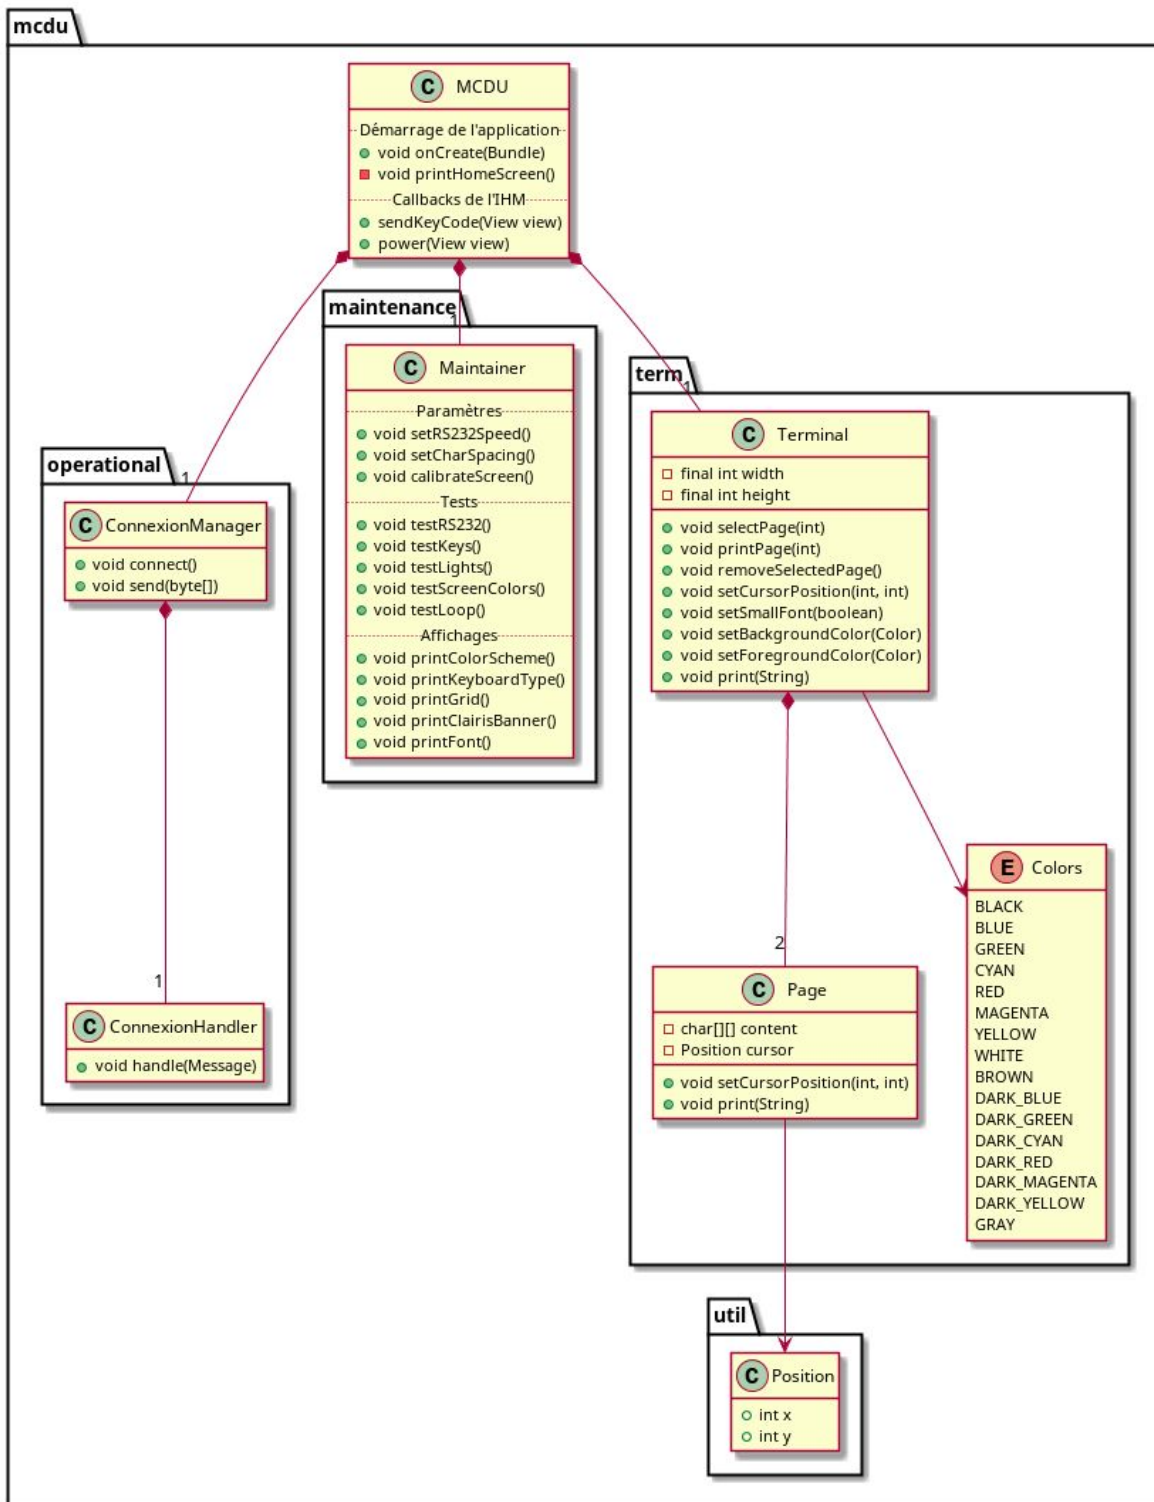 mcdu
C MCDU
Démarrage de l'application
void onCreate(Bundle)
void printHomeScreen()
Callbacks de l'IHM
sendKeyCode(View view)
power(View view)
operational
1
C ConnexionManager
void connect()
void send(byte[])
1
C ConnexionHandler
void handle(Message)
maintenance
1
C Maintainer
Paramètres
void setRS232Speed()
void setCharSpacing()
void calibrateScreen()
Tests
void testRS232()
void testKeys()
void testLights()
void testScreenColors()
void testLoop()
Affichages
void printColorScheme()
void printKeyboardType()
void printGrid()
void printClairisBanner()
void printFont()
term
1
C Terminal
final int width
final int height
void selectPage(int)
void printPage(int)
void removeSelectedPage()
void setCursorPosition(int, int)
void setSmallFont(boolean)
void setBackgroundColor(Color)
void setForegroundColor(Color)
void print(String)
2
C Page
char[][] content
Position cursor
void setCursorPosition(int, int)
void print(String)
E Colors
BLACK
BLUE
GREEN
CYAN
RED
MAGENTA
YELLOW
WHITE
BROWN
DARK_BLUE
DARK_GREEN
DARK_CYAN
DARK_RED
DARK_MAGENTA
DARK_YELLOW
GRAY
util
C Position
int x
int y